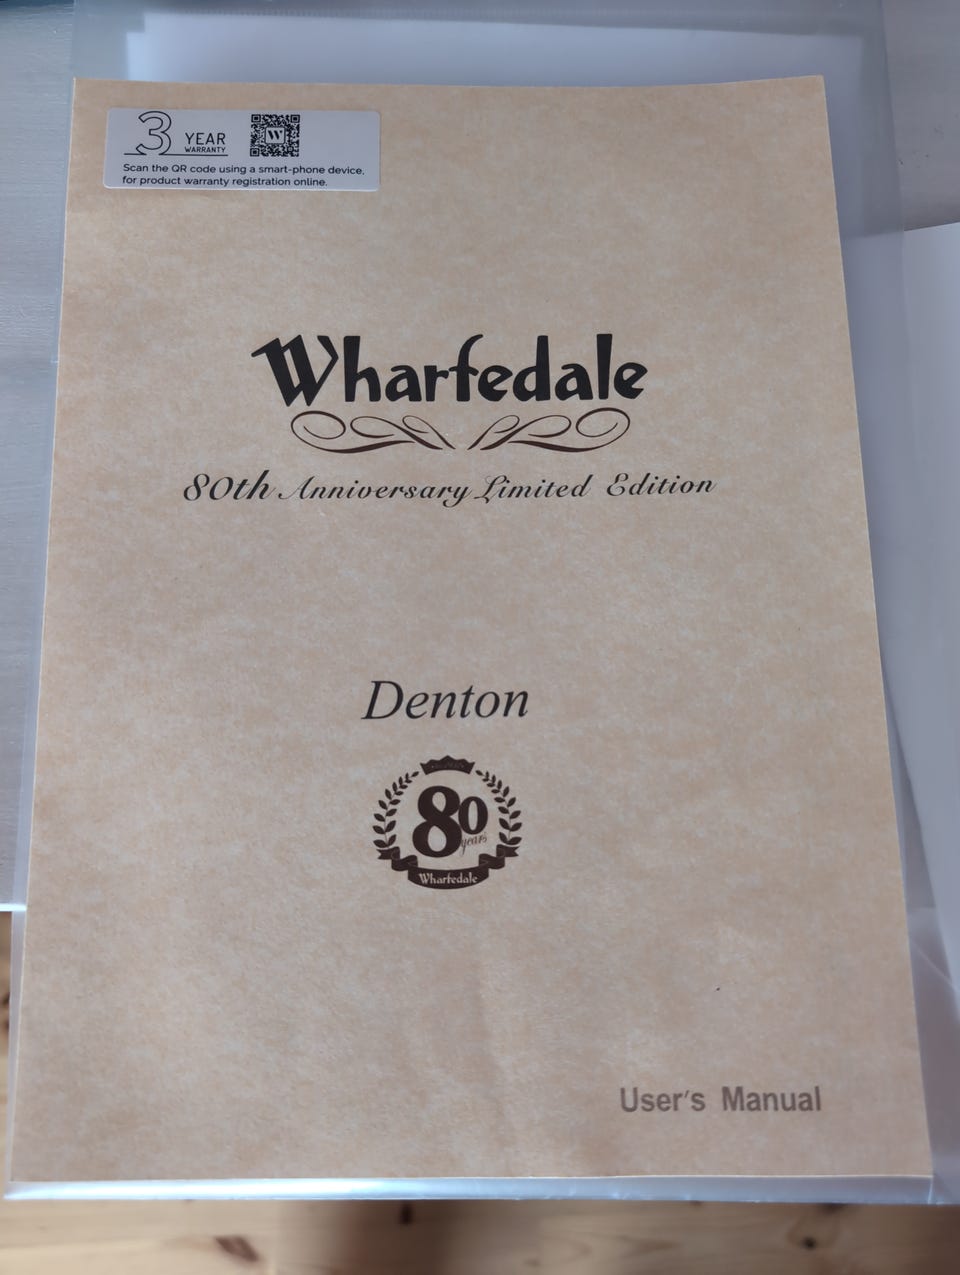 3 YEAR
WARRANTY
W
Scan the QR code using a smart-phone device,
for product warranty registration online.
Wharfedale
80th Anniversary Limited Edition
Denton
80
years
Wharfedale
User's Manual